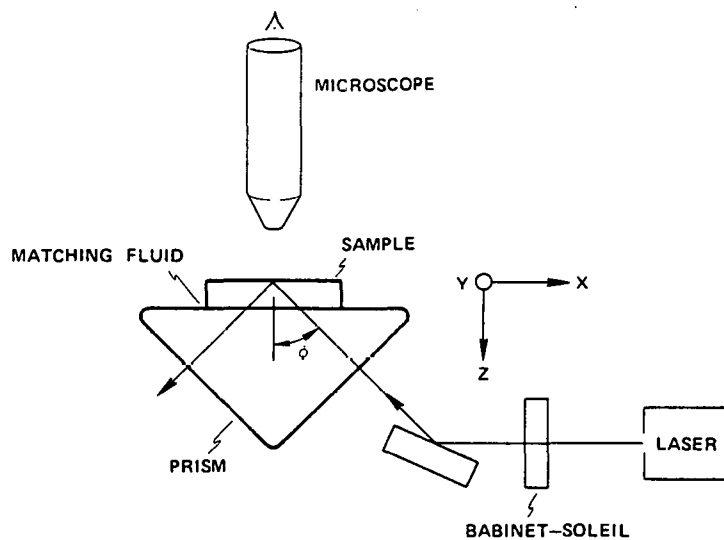 MICROSCOPE
SAMPLE
MATCHING FLUID
Y X
Z
ϕ
LASER
PRISM
BABINET–SOLEIL